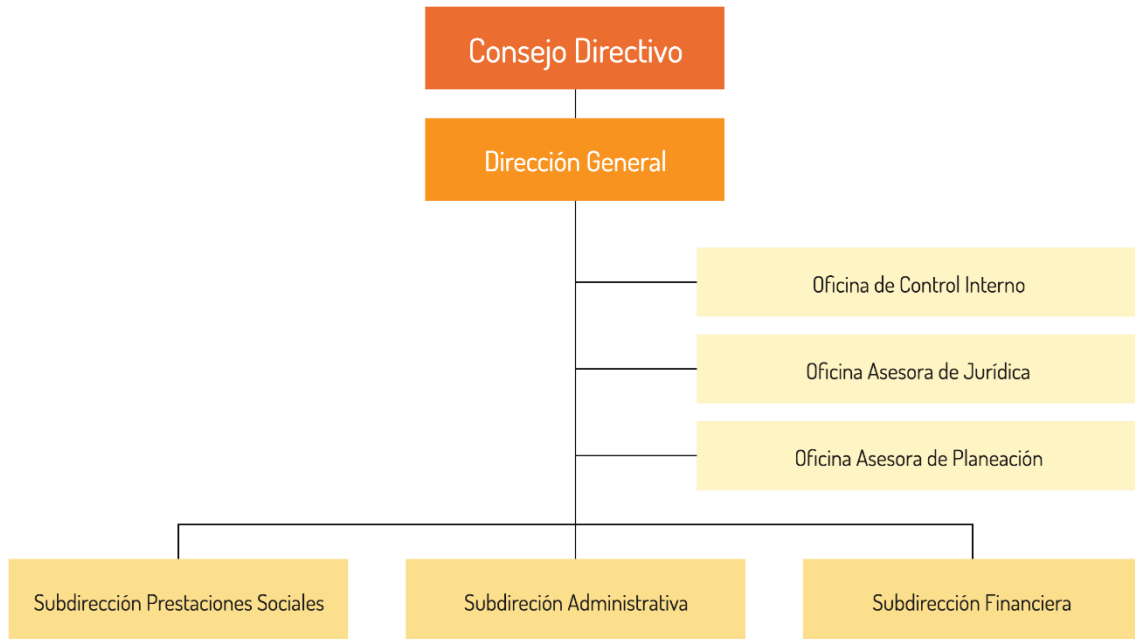 Consejo Directivo
Dirección General
Oficina de Control Interno
Oficina Asesora de Jurídica
Oficina Asesora de Planeación
Subdirección Prestaciones Sociales
Subdireción Administrativa
Subdirección Financiera